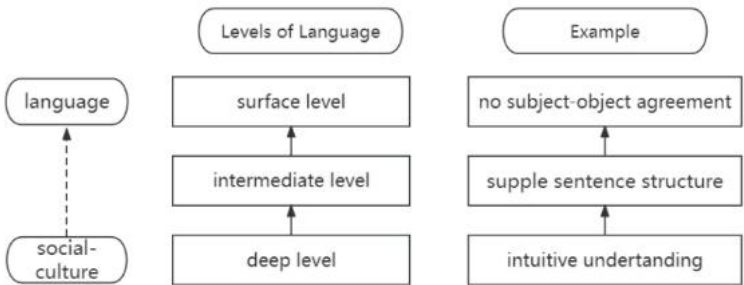 Levels of Language
Example
language
surface level
no subject-object agreement
intermediate level
supple sentence structure
social-
culture
deep level
intuitive undertanding